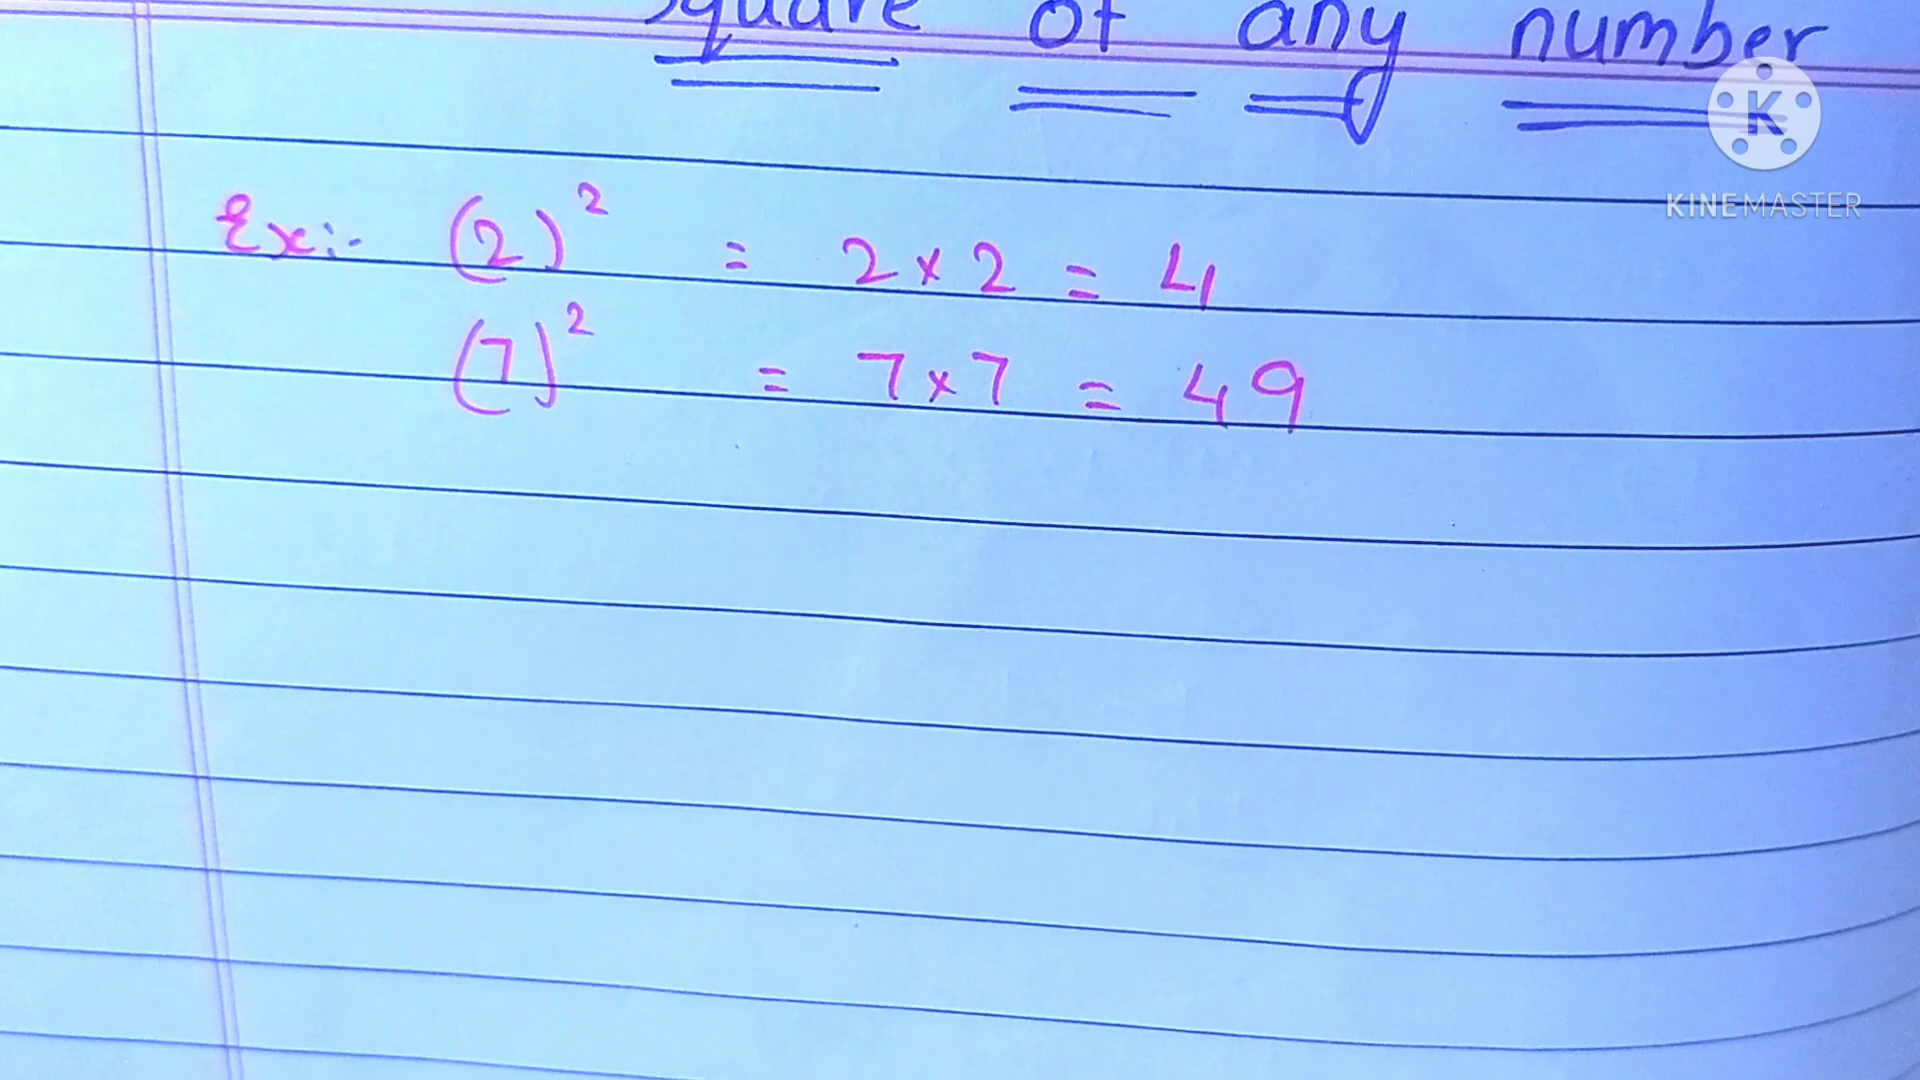 square of any number
K
KINEMASTER
Ex:- (2)² = 2 × 2 = 4
(7)² = 7 × 7 = 49